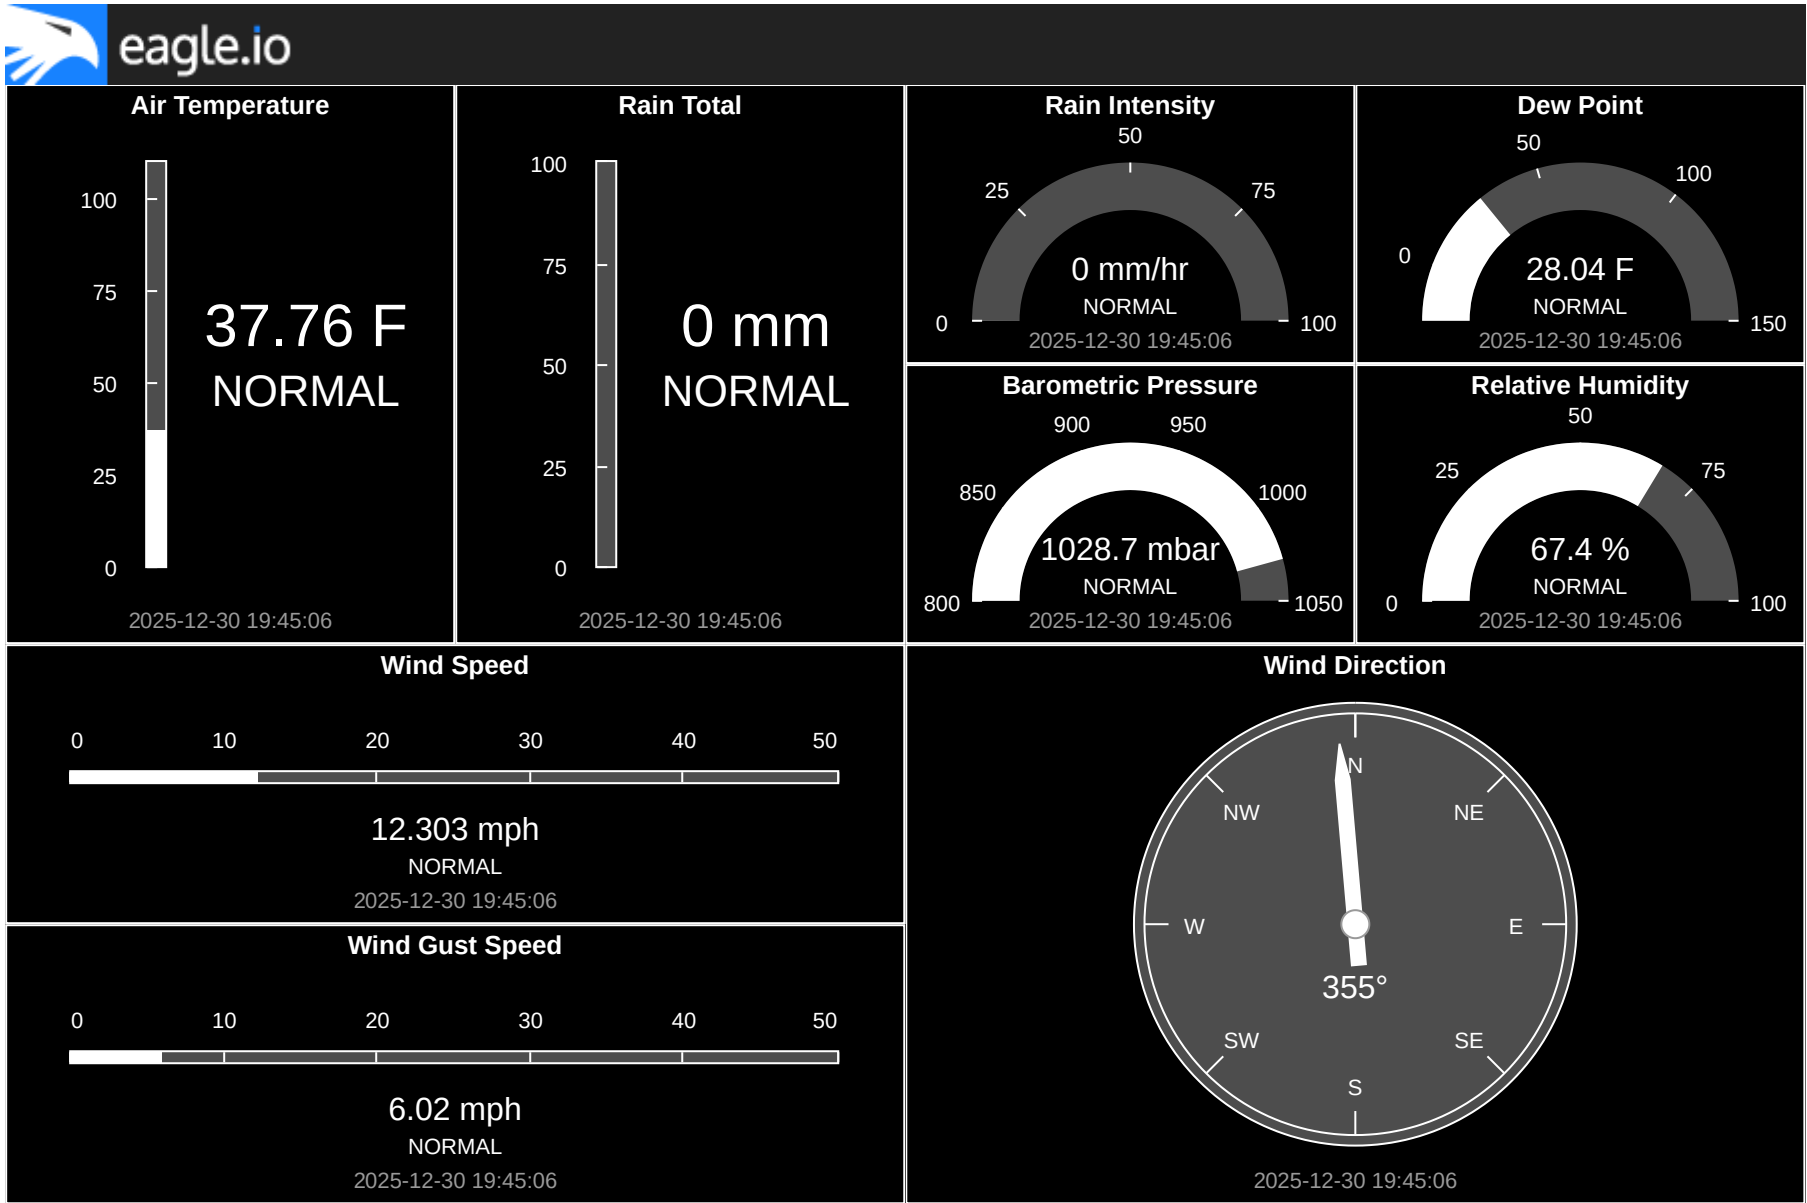 eagle.io
Air Temperature
100
75
50
25
0
37.76 F
NORMAL
2025-12-30 19:45:06
Rain Total
100
75
50
25
0
0 mm
NORMAL
2025-12-30 19:45:06
Rain Intensity
50
25 75
0 100
0 mm/hr
NORMAL
2025-12-30 19:45:06
Dew Point
50
100
0
150
28.04 F
NORMAL
2025-12-30 19:45:06
Barometric Pressure
900 950
850 1000
800 1050
1028.7 mbar
NORMAL
2025-12-30 19:45:06
Relative Humidity
50
25 75
0 100
67.4 %
NORMAL
2025-12-30 19:45:06
Wind Speed
0 10 20 30 40 50
12.303 mph
NORMAL
2025-12-30 19:45:06
Wind Gust Speed
0 10 20 30 40 50
6.02 mph
NORMAL
2025-12-30 19:45:06
Wind Direction
N
NW NE
W E
355°
SW SE
S
2025-12-30 19:45:06